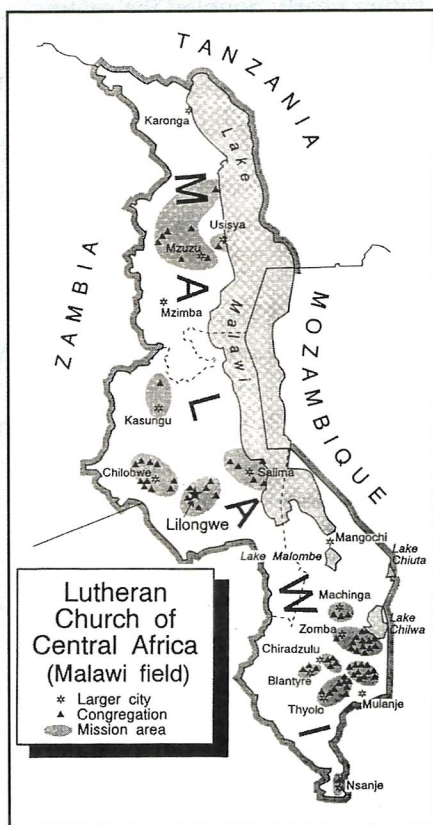 TANZANIA
Karonga
Lake
M
Usisya
Mzuzu
A
Mzimba
Malawi
ZAMBIA
MOZAMBIQUE
L
Kasungu
Chilobwe
Salima
A
Lilongwe
Mangochi
Lake Malombe
Lake
Chiuta
W
Machinga
Lake
Chilwa
Zomba
Chiradzulu
Blantyre
Thyolo
Mulanje
I
Nsanje
Lutheran
Church of
Central Africa
(Malawi field)
Larger city
Congregation
Mission area